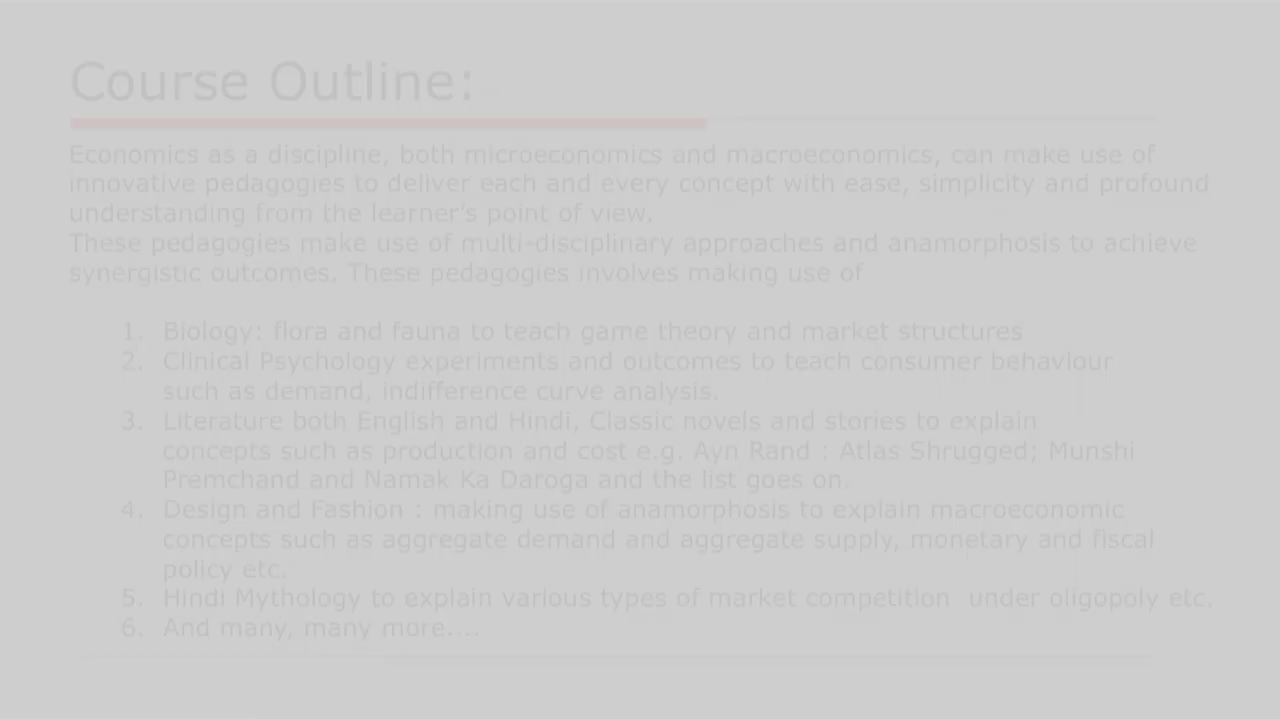 Course Outline:
Economics as a discipline, both microeconomics and macroeconomics, can make use of
innovative pedagogies to deliver each and every concept with ease, simplicity and profound
understanding from the learner's point of view.
These pedagogies make use of multi-disciplinary approaches and anamorphosis to achieve
synergistic outcomes. These pedagogies involves making use of
1. Biology: flora and fauna to teach game theory and market structures
2. Clinical Psychology experiments and outcomes to teach consumer behaviour
such as demand, indifference curve analysis.
3. Literature both English and Hindi, Classic novels and stories to explain
concepts such as production and cost e.g. Ayn Rand : Atlas Shrugged; Munshi
Premchand and Namak Ka Daroga and the list goes on.
4. Design and Fashion : making use of anamorphosis to explain macroeconomic
concepts such as aggregate demand and aggregate supply, monetary and fiscal
policy etc.
5. Hindi Mythology to explain various types of market competition  under oligopoly etc.
6. And many, many more....